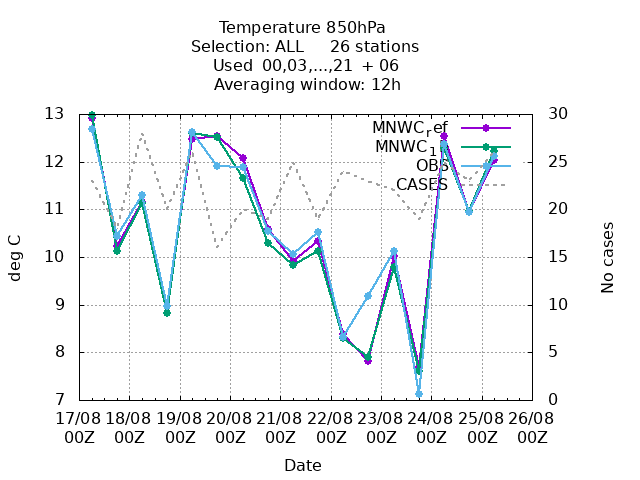 Temperature 850hPa
Selection: ALL     26 stations
Used  00,03,...,21  + 06
Averaging window: 12h
13 30
MNWC_ref
MNWC_1
12 OBS 25
CASES
11 20
deg C 10 15 No cases
9 10
8 5
7 0
17/08 18/08 19/08 20/08 21/08 22/08 23/08 24/08 25/08 26/08
00Z 00Z 00Z 00Z 00Z 00Z 00Z 00Z 00Z 00Z
Date